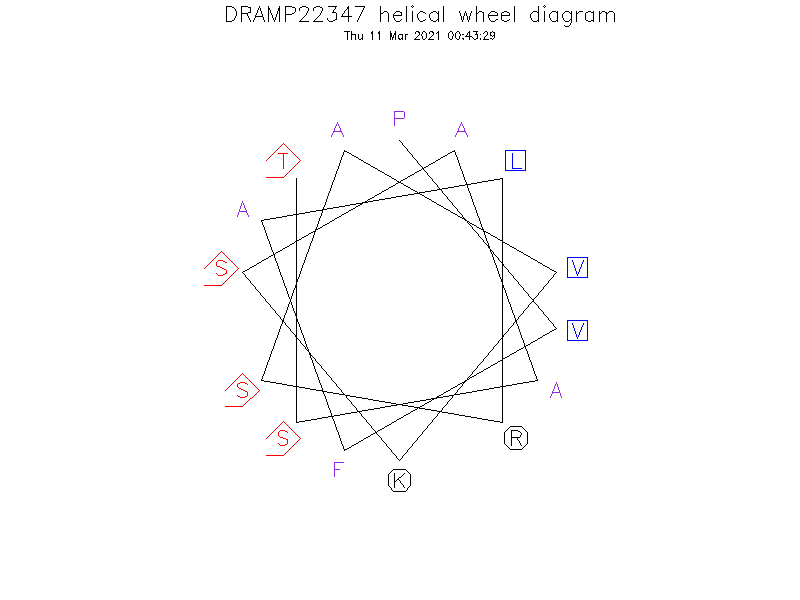 DRAMP22347 helical wheel diagram
Thu 11 Mar 2021 00:43:29
P
A A
T L
A
S V
V
S A
S R
F
K